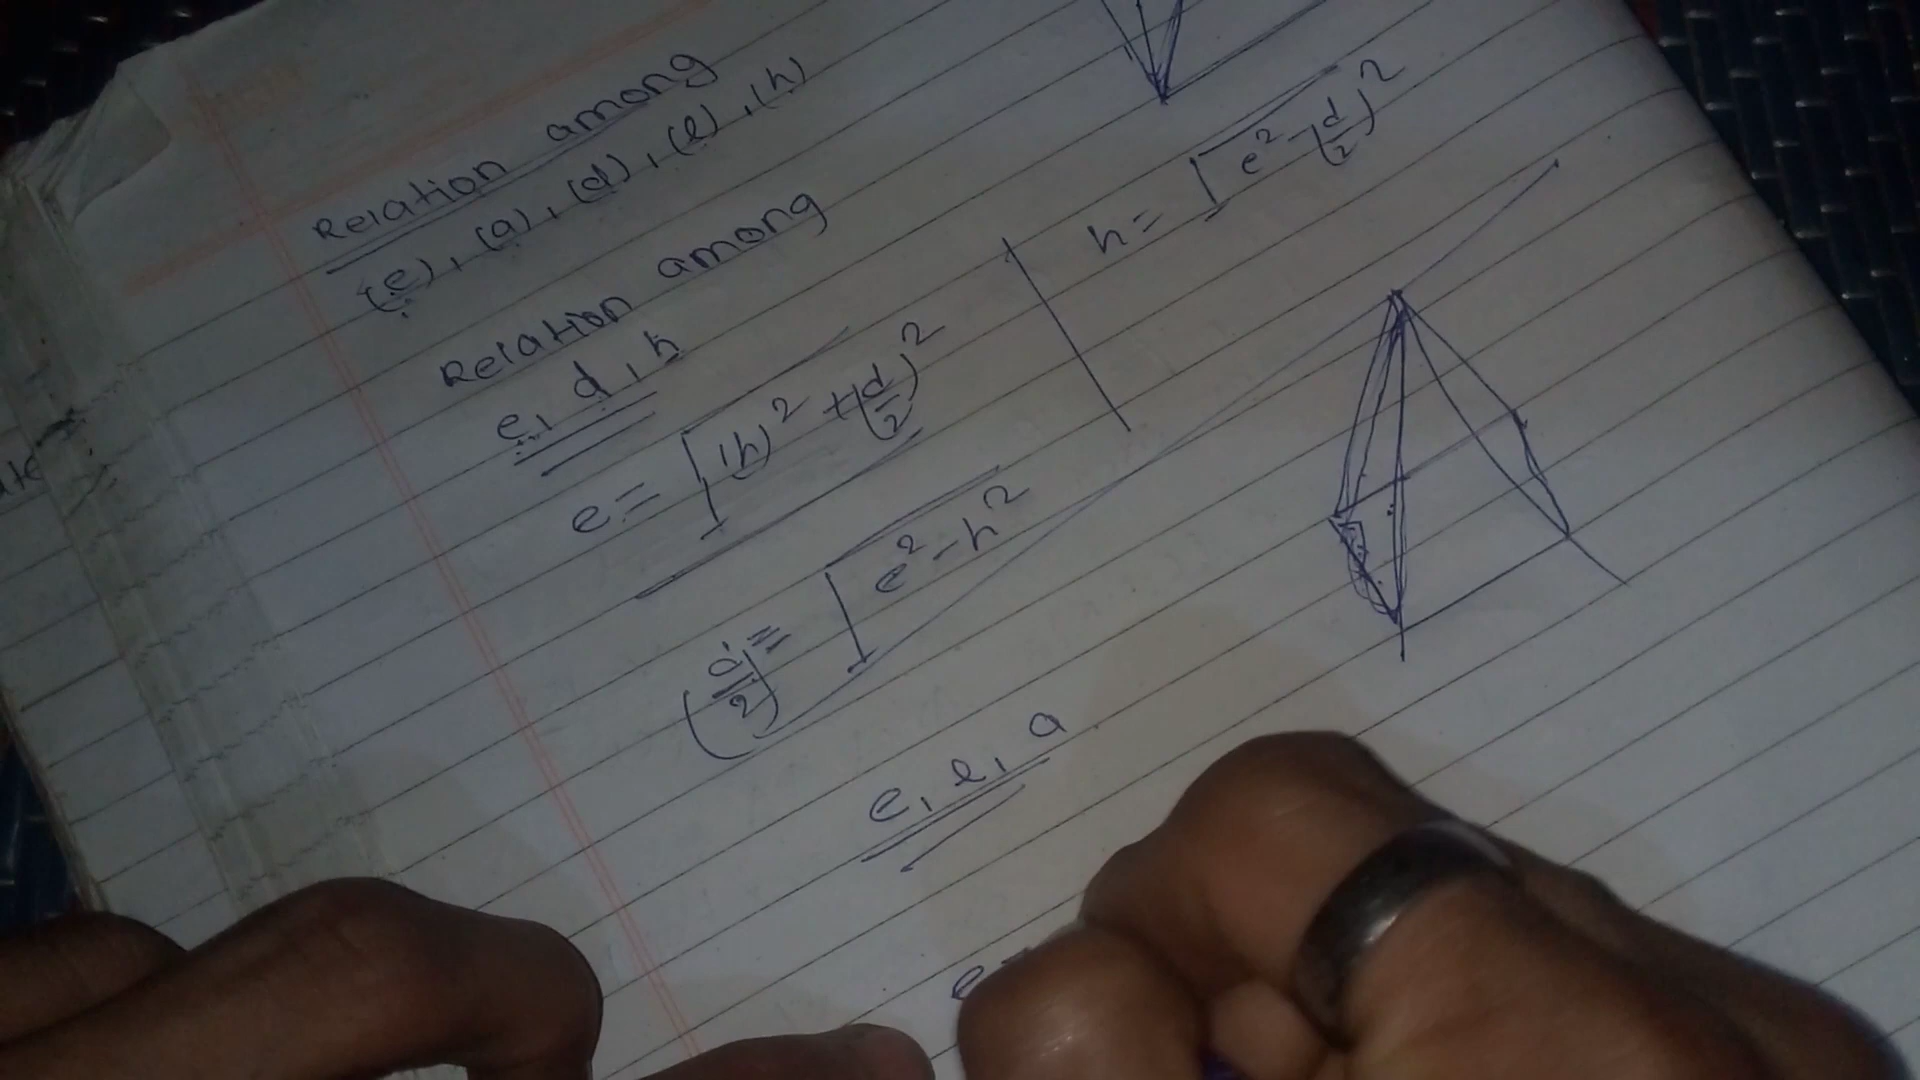 Relation among
(e), (a), (d), (l), (h)
Relation among
e, d, h
e = √(h)² + (d/2)²
h = √e² - (d/2)²
(d/2) = √e² - h²
e, l, a
e =